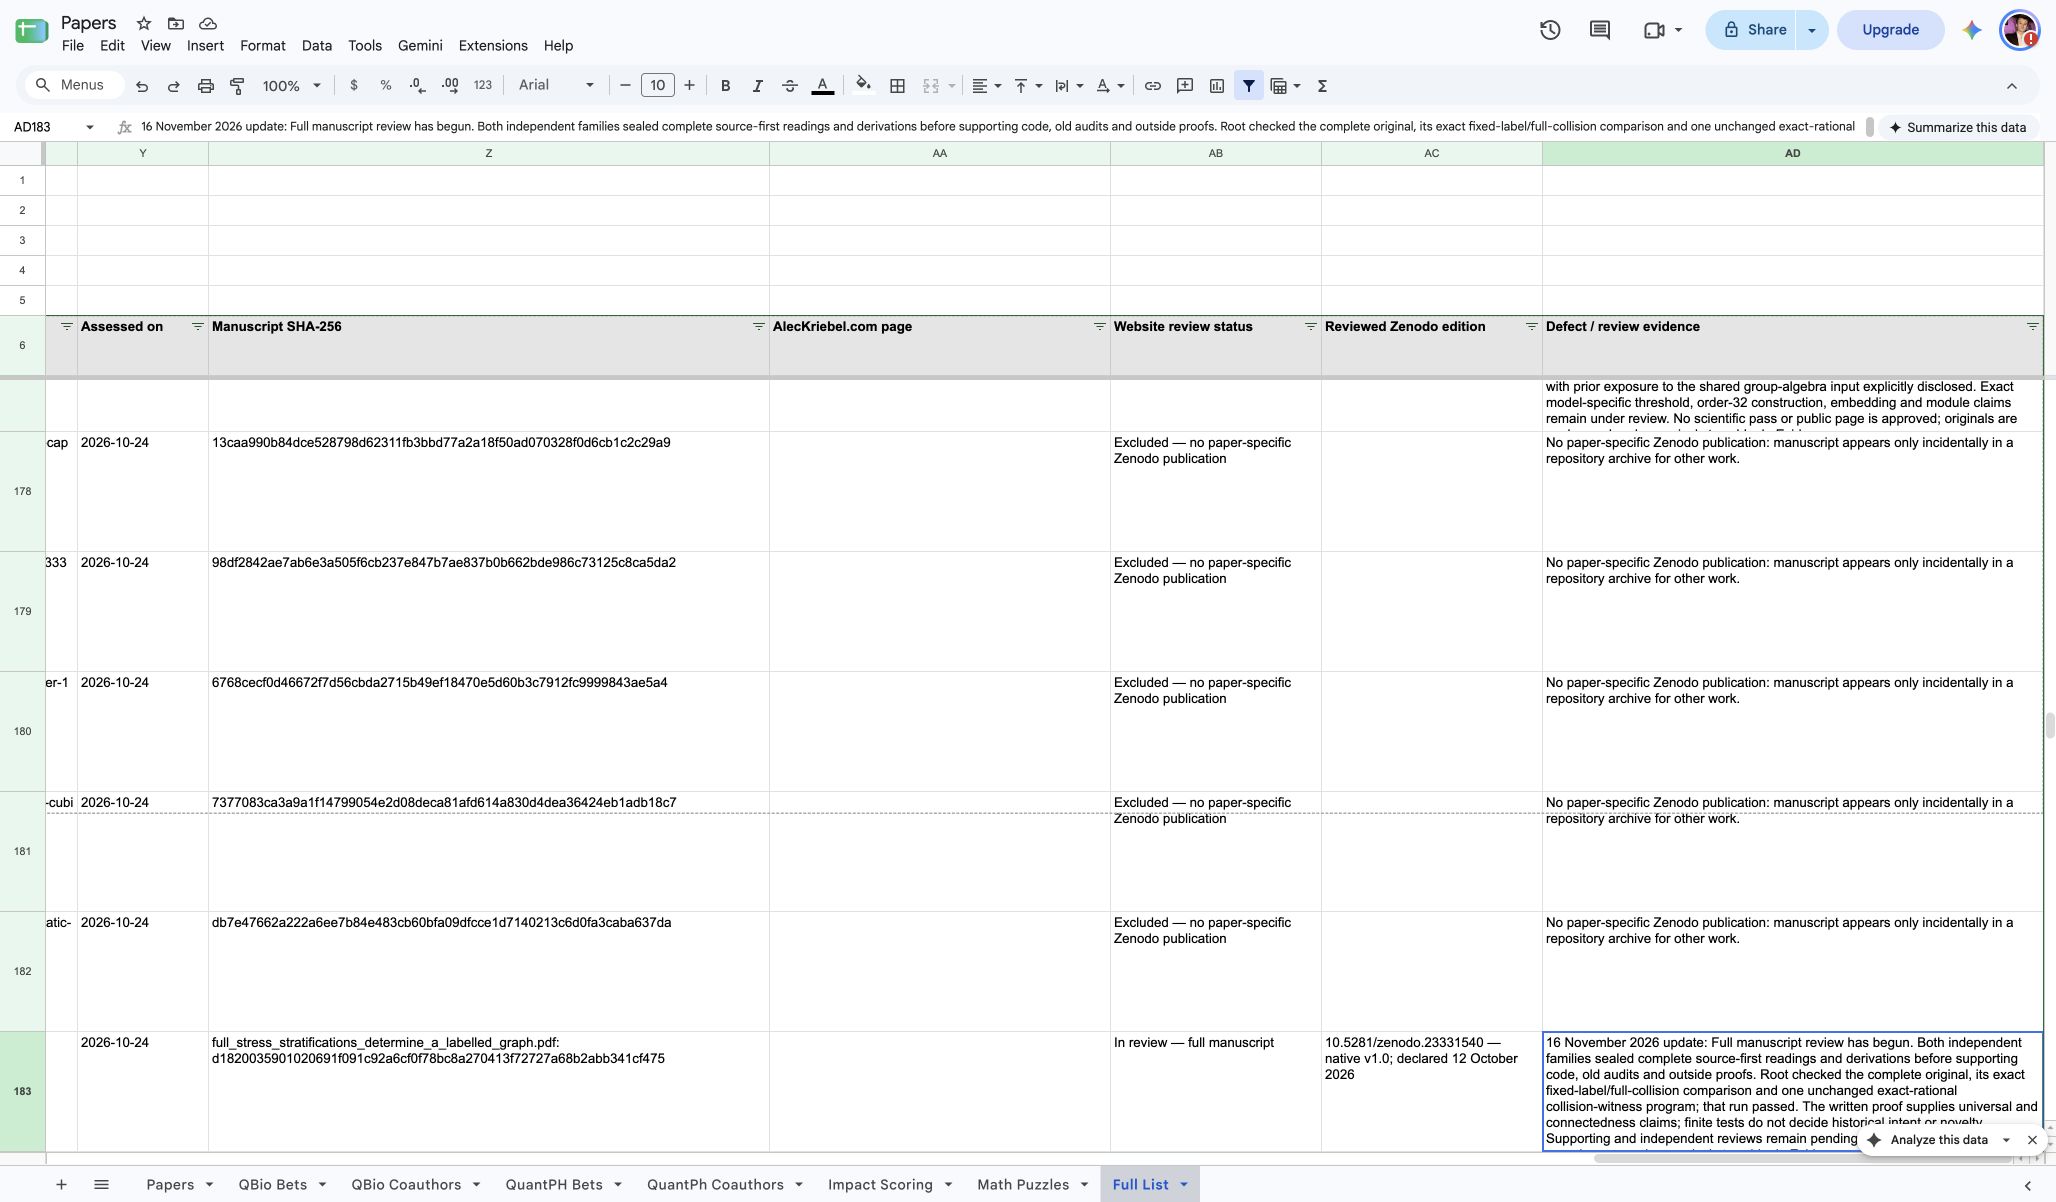 Papers
File Edit View Insert Format Data Tools Gemini Extensions Help
Share
Upgrade
Menus
100%
$ % .0 .00 123
Arial
10
B I A
AD183
fx 16 November 2026 update: Full manuscript review has begun. Both independent families sealed complete source-first readings and derivations before supporting code, old audits and outside proofs. Root checked the complete original, its exact fixed-label/full-collision comparison and one unchanged exact-rational
Summarize this data
Y Z AA AB AC AD
1
2
3
4
5
6
Assessed on
Manuscript SHA-256
AlecKriebel.com page
Website review status
Reviewed Zenodo edition
Defect / review evidence
with prior exposure to the shared group-algebra input explicitly disclosed. Exact
model-specific threshold, order-32 construction, embedding and module claims
remain under review. No scientific pass or public page is approved; originals are
178
cap
2026-10-24
13caa990b84dce528798d62311fb3bbd77a2a18f50ad070328f0d6cb1c2c29a9
Excluded — no paper-specific
Zenodo publication
No paper-specific Zenodo publication: manuscript appears only incidentally in a
repository archive for other work.
179
333
2026-10-24
98df2842ae7ab6e3a505f6cb237e847b7ae837b0b662bde986c73125c8ca5da2
Excluded — no paper-specific
Zenodo publication
No paper-specific Zenodo publication: manuscript appears only incidentally in a
repository archive for other work.
180
er-1
2026-10-24
6768cecf0d46672f7d56cbda2715b49ef18470e5d60b3c7912fc9999843ae5a4
Excluded — no paper-specific
Zenodo publication
No paper-specific Zenodo publication: manuscript appears only incidentally in a
repository archive for other work.
181
-cubi
2026-10-24
7377083ca3a9a1f14799054e2d08deca81afd614a830d4dea36424eb1adb18c7
Excluded — no paper-specific
Zenodo publication
No paper-specific Zenodo publication: manuscript appears only incidentally in a
repository archive for other work.
182
atic-
2026-10-24
db7e47662a222a6ee7b84e483cb60bfa09dfcce1d7140213c6d0fa3caba637da
Excluded — no paper-specific
Zenodo publication
No paper-specific Zenodo publication: manuscript appears only incidentally in a
repository archive for other work.
183
2026-10-24
full_stress_stratifications_determine_a_labelled_graph.pdf:
d1820035901020691f091c92a6cf0f78bc8a270413f72727a68b2abb341cf475
In review — full manuscript
10.5281/zenodo.23331540 —
native v1.0; declared 12 October
2026
16 November 2026 update: Full manuscript review has begun. Both independent
families sealed complete source-first readings and derivations before supporting
code, old audits and outside proofs. Root checked the complete original, its exact
fixed-label/full-collision comparison and one unchanged exact-rational
collision-witness program; that run passed. The written proof supplies universal and
connectedness claims; finite tests do not decide historical intent or novelty.
Supporting and independent reviews remain pending
Analyze this data
Papers QBio Bets QBio Coauthors QuantPH Bets QuantPh Coauthors Impact Scoring Math Puzzles Full List